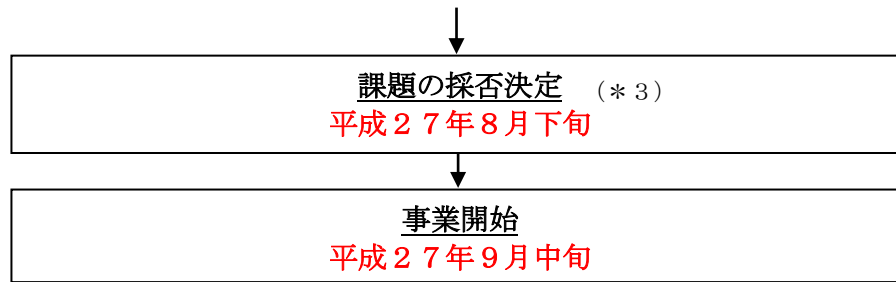 課題の採否決定　（＊３）
平成２７年８月下旬
事業開始
平成２７年９月中旬